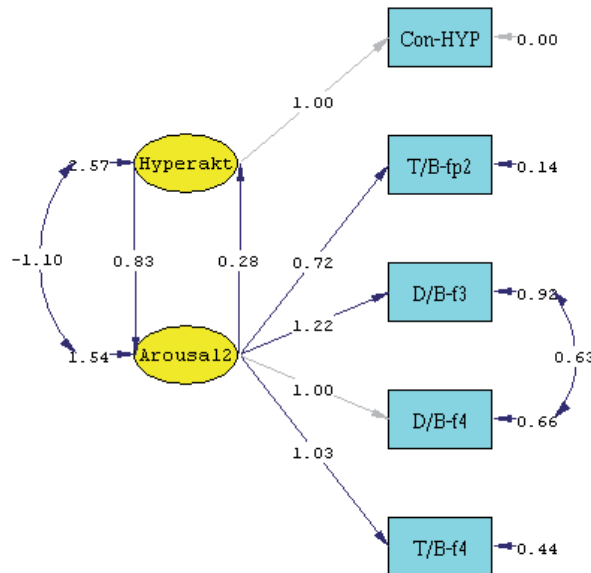 Con-HYP
0.00
1.00
2.57
Hyperakt
T/B-fp2
0.14
-1.10
0.83
0.28
0.72
D/B-f3
0.92
1.22
0.63
1.54
Arousal2
1.00
D/B-f4
0.66
1.03
T/B-f4
0.44